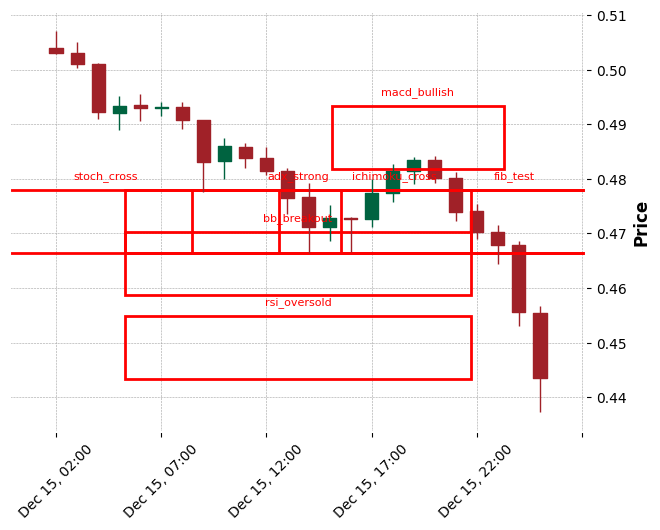 0.51
0.50
macd_bullish
0.49
0.48
stoch_cross
ichimoku_cross
fib_test
0.47
Price
0.46
rsi_oversold
0.45
0.44
Dec 15, 02:00
Dec 15, 07:00
Dec 15, 12:00
Dec 15, 17:00
Dec 15, 22:00